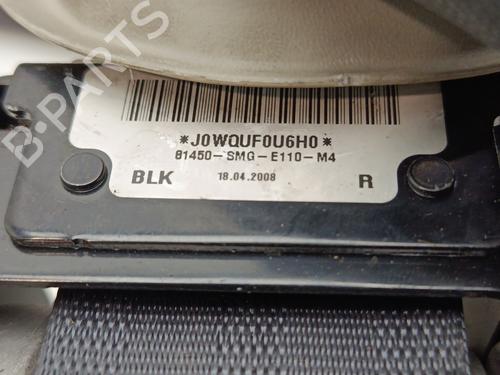 B-PARTS
*J0WQUF0U6H0*
81450-SMG-E110-M4
BLK 18.04.2008 R